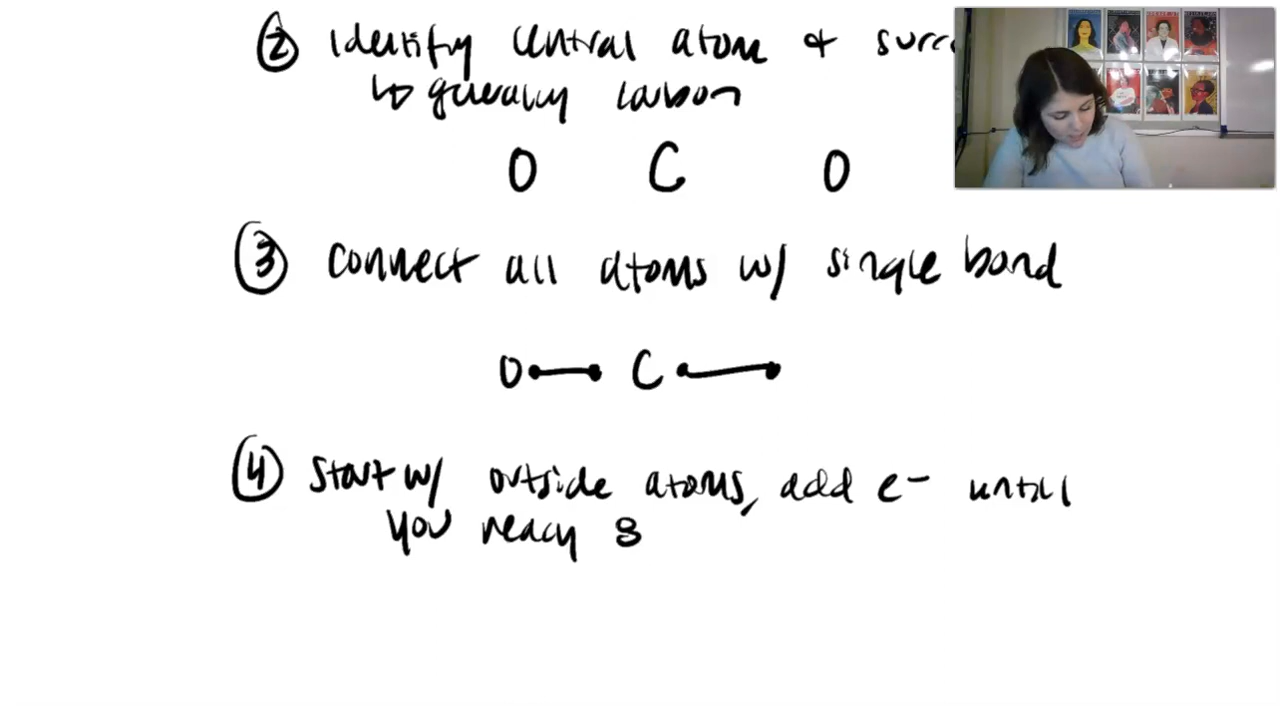 ② Identify central atom & surr
↳ generally carbon
O C O
③ connect all atoms w/ single bond
O C
④ start w/ outside atoms, add e- until
you reach 8